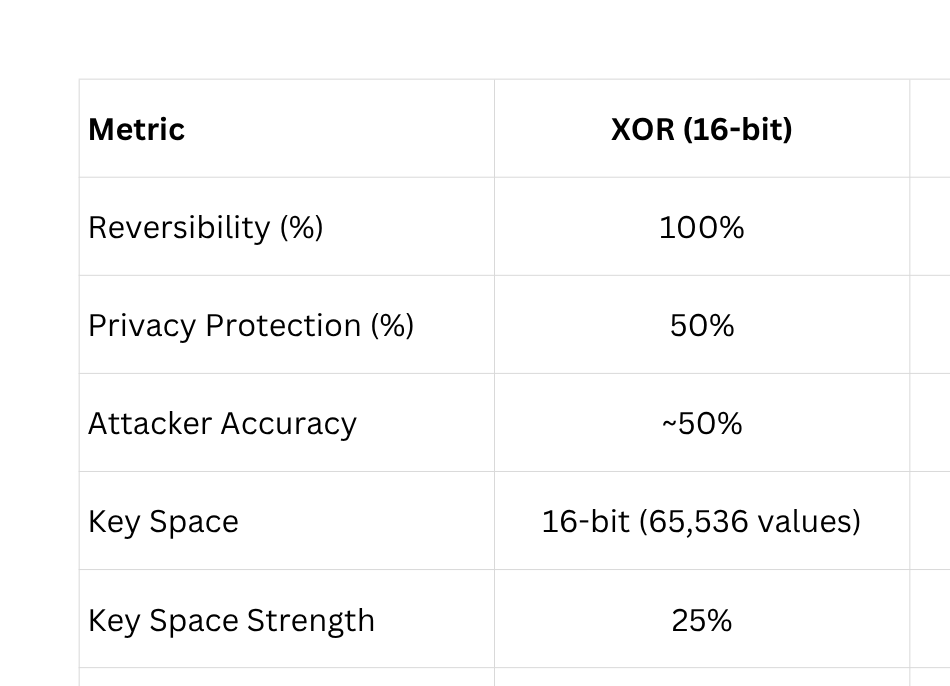 Metric XOR (16-bit)
Reversibility (%) 100%
Privacy Protection (%) 50%
Attacker Accuracy ~50%
Key Space 16-bit (65,536 values)
Key Space Strength 25%